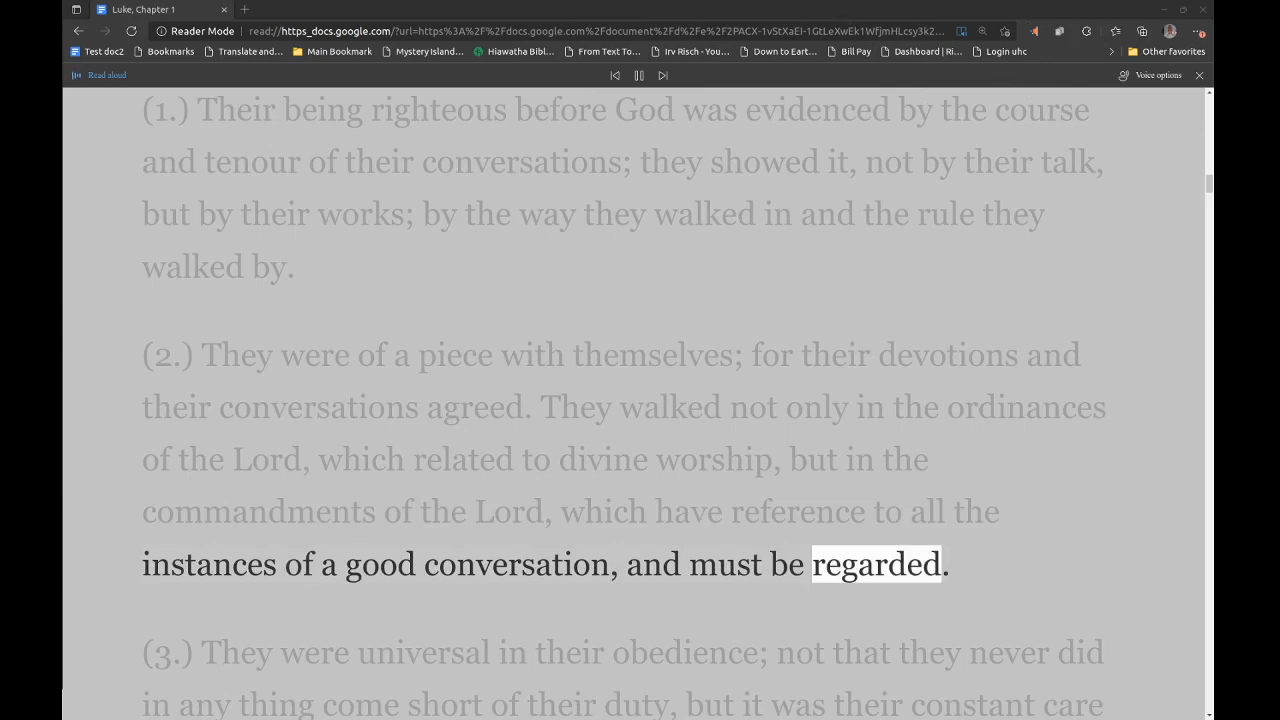 Luke, Chapter 1
Reader Mode
read://https_docs.google.com/?url=https%3A%2F%2Fdocs.google.com%2Fdocument%2Fd%2Fe%2F2PACX-1vStXaEI-1GtLeXwEk1WfjmHLcsy3k2...
Test doc2 Bookmarks Translate and... Main Bookmark Mystery Island... Hiawatha Bibl... From Text To... Irv Risch - You... Down to Eart... Bill Pay Dashboard | Ri... Login uhc Other favorites
Read aloud Voice options
(1.) Their being righteous before God was evidenced by the course
and tenour of their conversations; they showed it, not by their talk,
but by their works; by the way they walked in and the rule they
walked by.
(2.) They were of a piece with themselves; for their devotions and
their conversations agreed. They walked not only in the ordinances
of the Lord, which related to divine worship, but in the
commandments of the Lord, which have reference to all the
instances of a good conversation, and must be regarded.
(3.) They were universal in their obedience; not that they never did
in any thing come short of their duty, but it was their constant care